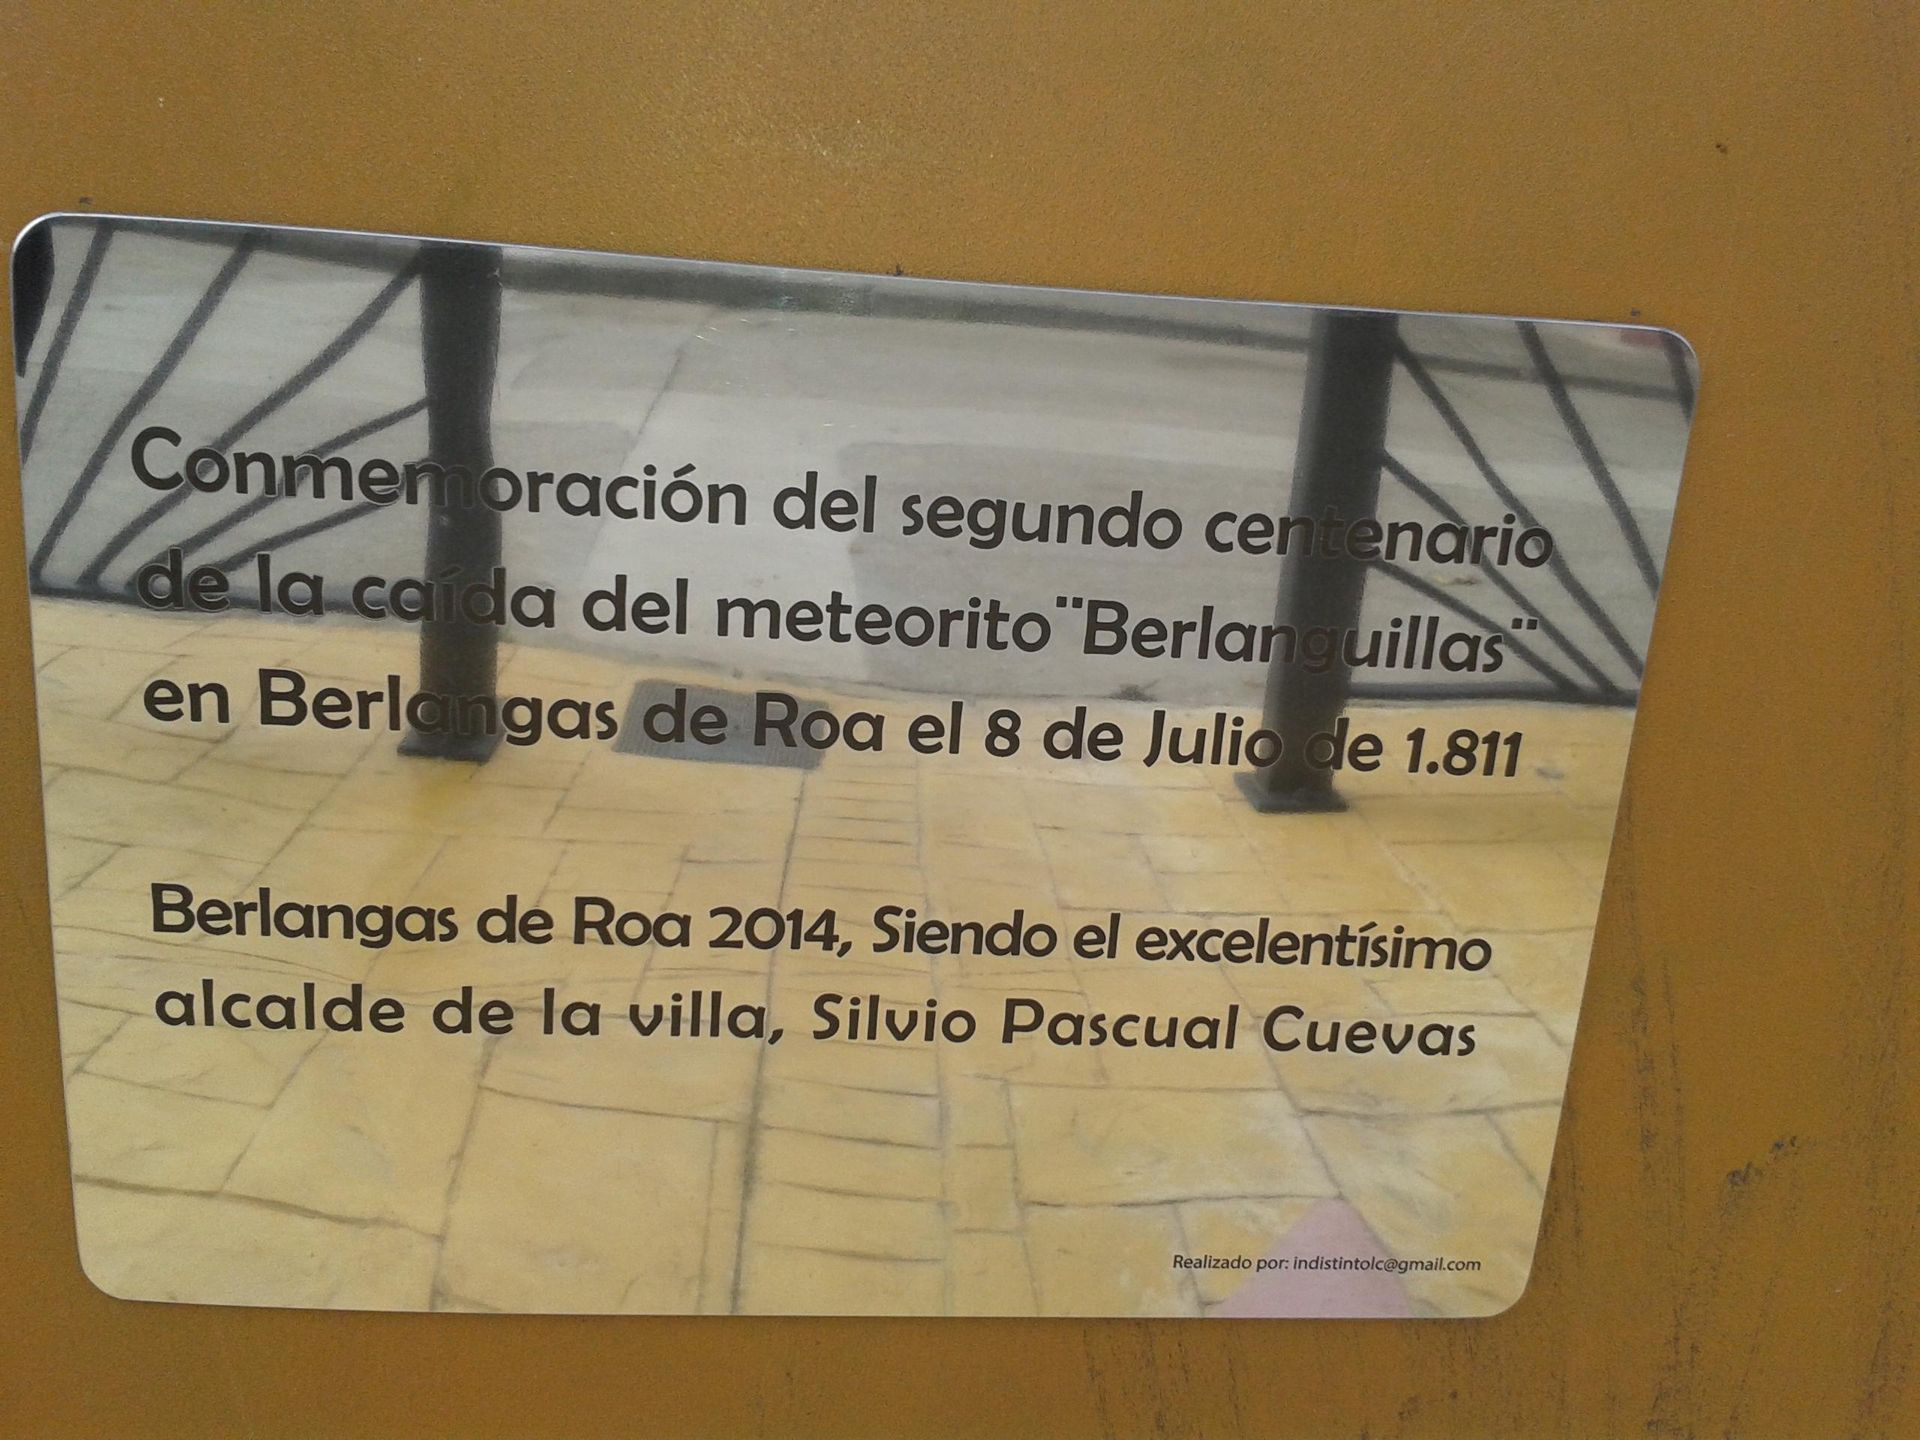 Conmemoración del segundo centenario
de la caída del meteorito¨Berlanguillas¨
en Berlangas de Roa el 8 de Julio de 1.811
Berlangas de Roa 2014, Siendo el excelentísimo
alcalde de la villa, Silvio Pascual Cuevas
Realizado por: indistintolc@gmail.com